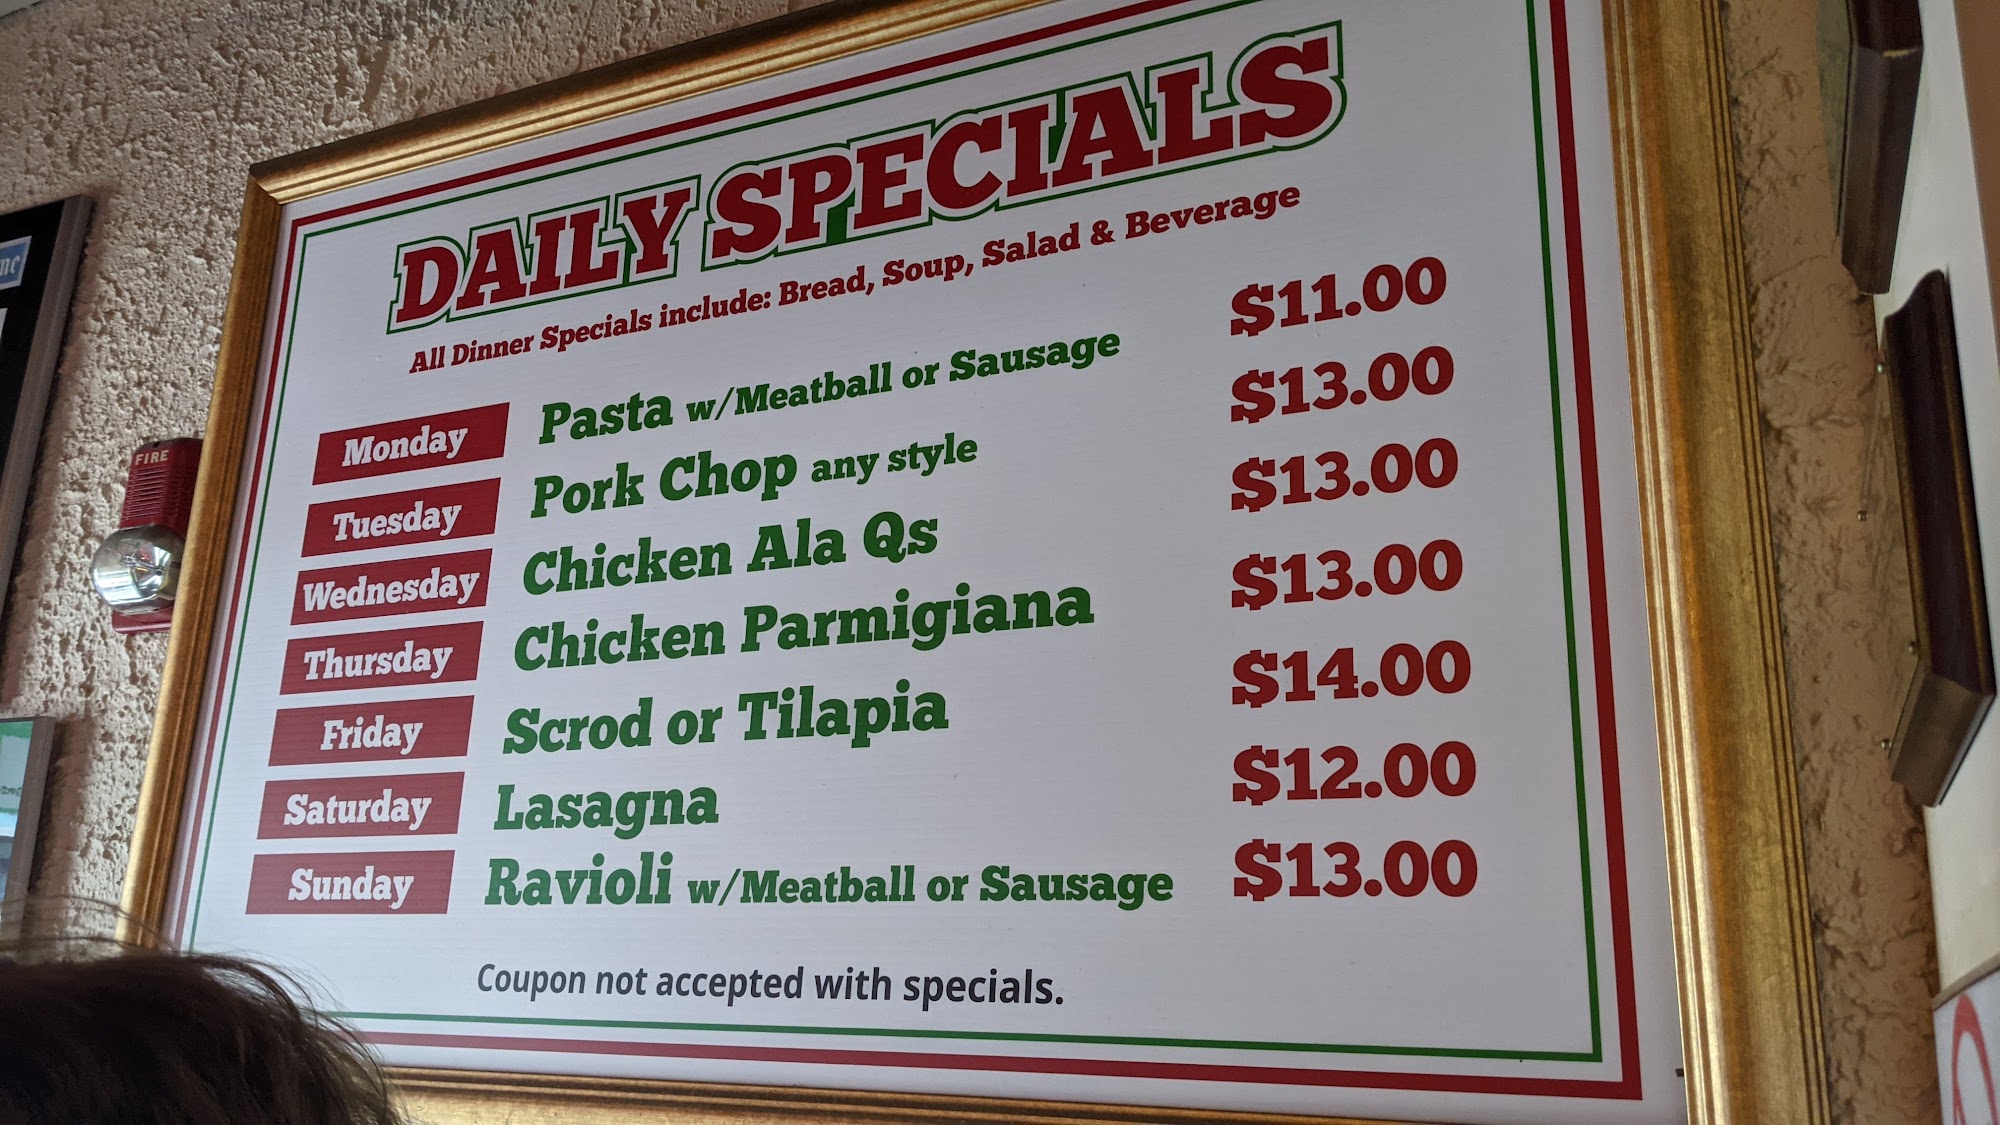 DAILY SPECIALS
All Dinner Specials include: Bread, Soup, Salad & Beverage
Monday Pasta w/Meatball or Sausage $11.00
Tuesday Pork Chop any style $13.00
Wednesday Chicken Ala Qs $13.00
Thursday Chicken Parmigiana $13.00
Friday Scrod or Tilapia $14.00
Saturday Lasagna $12.00
Sunday Ravioli w/Meatball or Sausage $13.00
Coupon not accepted with specials.
FIRE